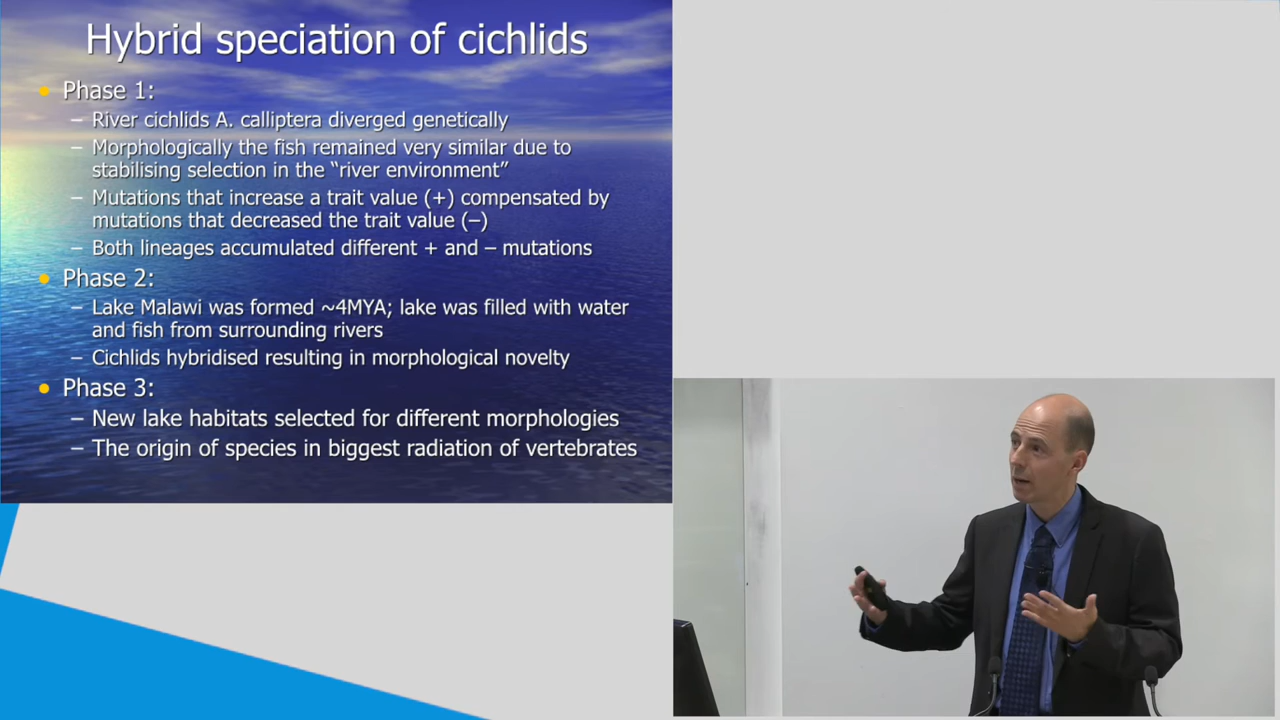 Hybrid speciation of cichlids
• Phase 1:
– River cichlids A. calliptera diverged genetically
– Morphologically the fish remained very similar due to
stabilising selection in the “river environment”
– Mutations that increase a trait value (+) compensated by
mutations that decreased the trait value (–)
– Both lineages accumulated different + and – mutations
• Phase 2:
– Lake Malawi was formed ~4MYA; lake was filled with water
and fish from surrounding rivers
– Cichlids hybridised resulting in morphological novelty
• Phase 3:
– New lake habitats selected for different morphologies
– The origin of species in biggest radiation of vertebrates